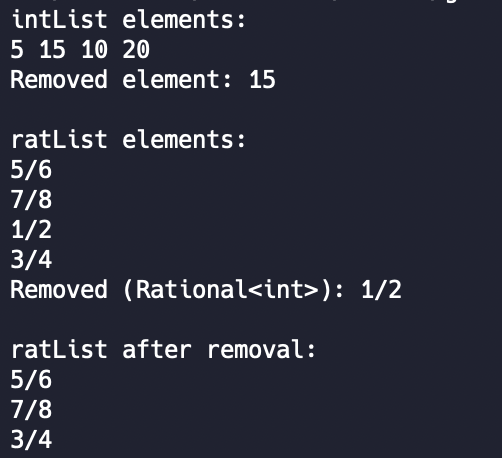 intList elements:
5 15 10 20
Removed element: 15
ratList elements:
5/6
7/8
1/2
3/4
Removed (Rational<int>): 1/2
ratList after removal:
5/6
7/8
3/4